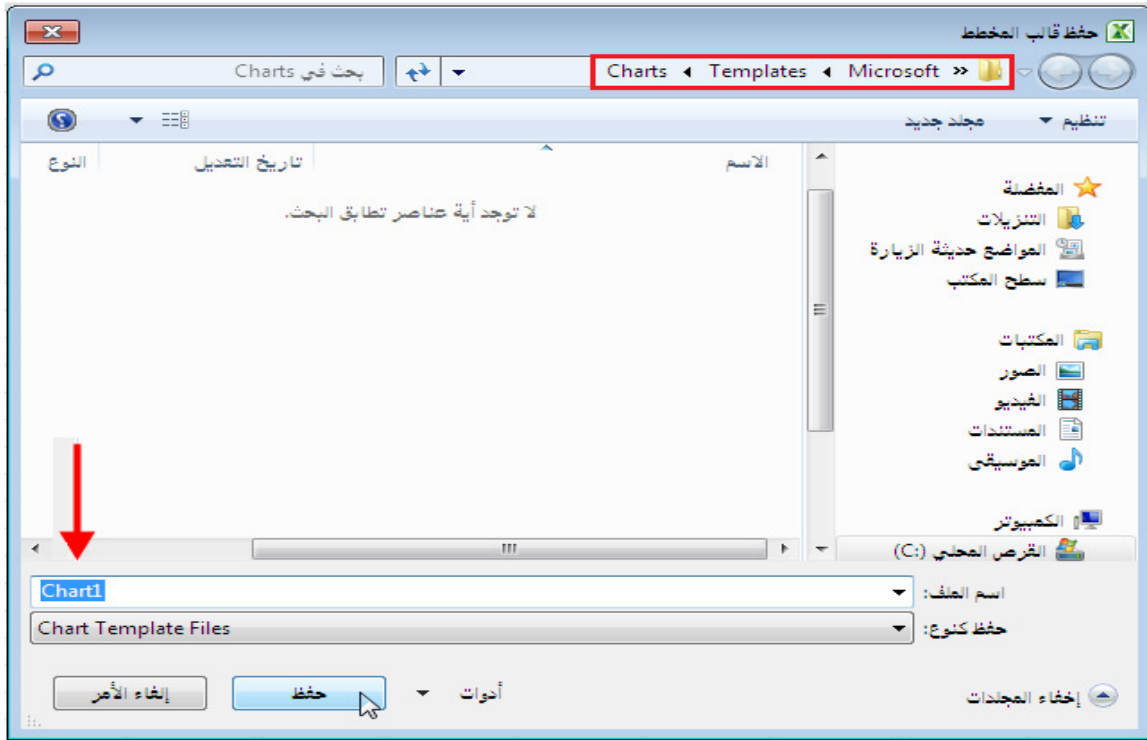 حفظ قالب المخطط
Microsoft Templates Charts
بحث في Charts
تنظيم مجلد جديد
الاسم تاريخ التعديل النوع
لا توجد أية عناصر تطابق البحث.
المفضلة
التنزيلات
المواضع حديثة الزيارة
سطح المكتب
المكتبات
الصور
الفيديو
المستندات
الموسيقى
الكمبيوتر
القرص المحلي (C:)
اسم الملف: Chart1
حفظ كنوع: Chart Template Files
إخفاء المجلدات أدوات حفظ إلغاء الأمر